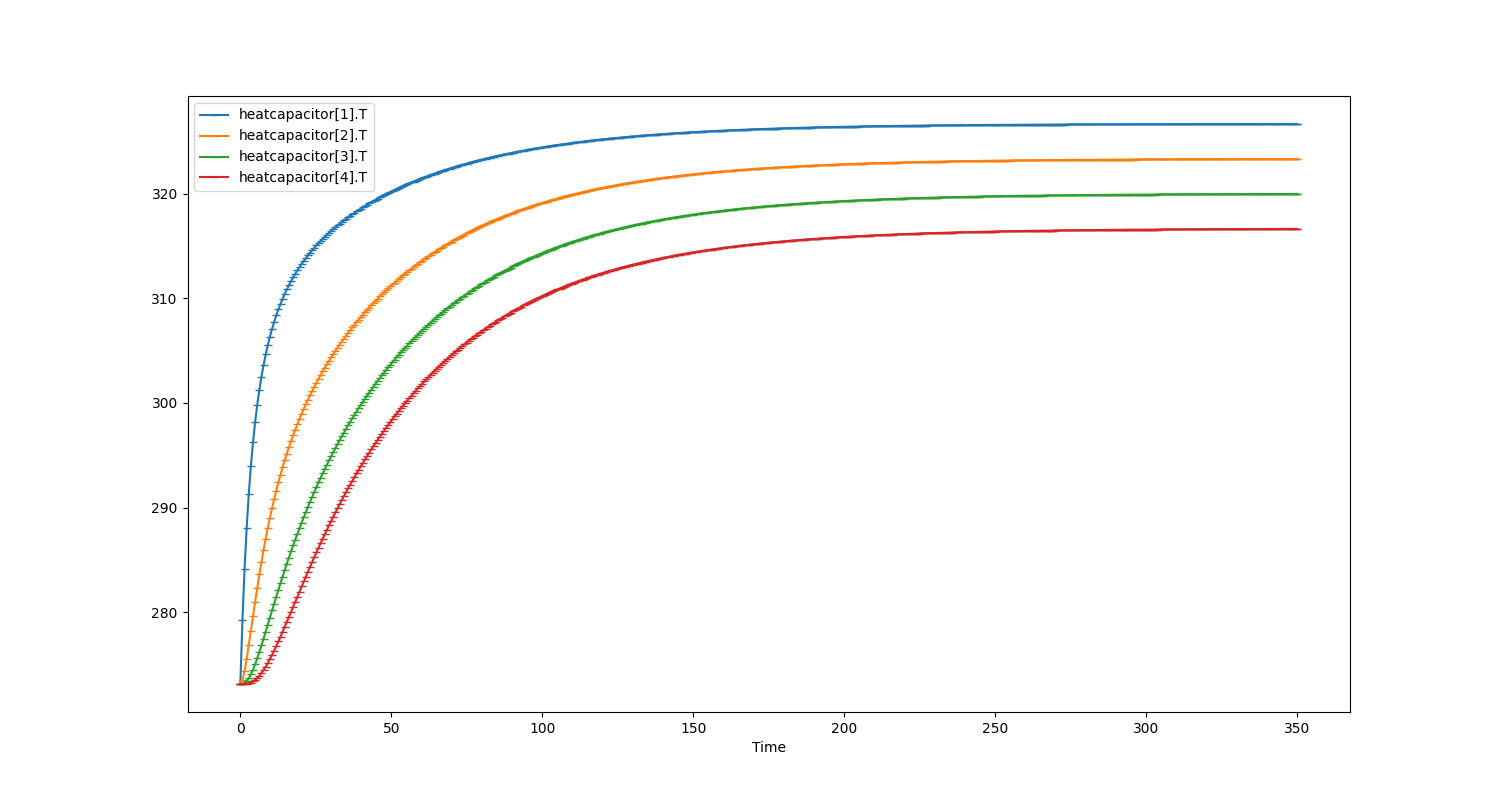 heatcapacitor[1].T
heatcapacitor[2].T
heatcapacitor[3].T
heatcapacitor[4].T
320
310
300
290
280
0 50 100 150 200 250 300 350
Time